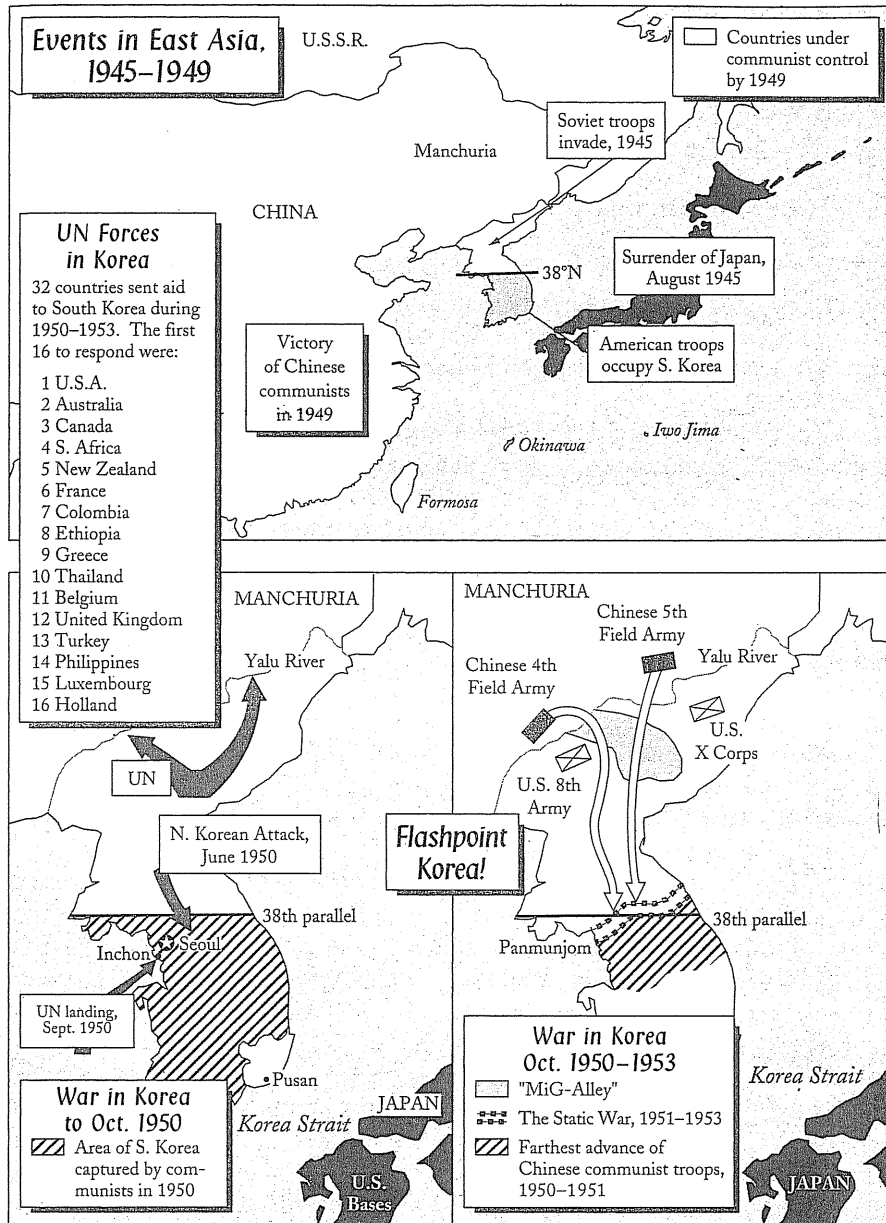 Events in East Asia,
1945–1949
U.S.S.R.
Countries under
communist control
by 1949
Soviet troops
invade, 1945
Manchuria
CHINA
38°N
Surrender of Japan,
August 1945
American troops
occupy S. Korea
Victory
of Chinese
communists
in 1949
Okinawa
Iwo Jima
Formosa
UN Forces
in Korea
32 countries sent aid
to South Korea during
1950–1953. The first
16 to respond were:
1 U.S.A.
2 Australia
3 Canada
4 S. Africa
5 New Zealand
6 France
7 Colombia
8 Ethiopia
9 Greece
10 Thailand
11 Belgium
12 United Kingdom
13 Turkey
14 Philippines
15 Luxembourg
16 Holland
MANCHURIA
Yalu River
UN
N. Korean Attack,
June 1950
38th parallel
Inchon
Seoul
UN landing,
Sept. 1950
Pusan
War in Korea
to Oct. 1950
Area of S. Korea
captured by com-
munists in 1950
Korea Strait
JAPAN
U.S.
Bases
MANCHURIA
Chinese 5th
Field Army
Chinese 4th
Field Army
Yalu River
U.S.
X Corps
U.S. 8th
Army
Flashpoint
Korea!
38th parallel
Panmunjom
War in Korea
Oct. 1950–1953
"MiG-Alley"
The Static War, 1951–1953
Farthest advance of
Chinese communist troops,
1950–1951
Korea Strait
JAPAN